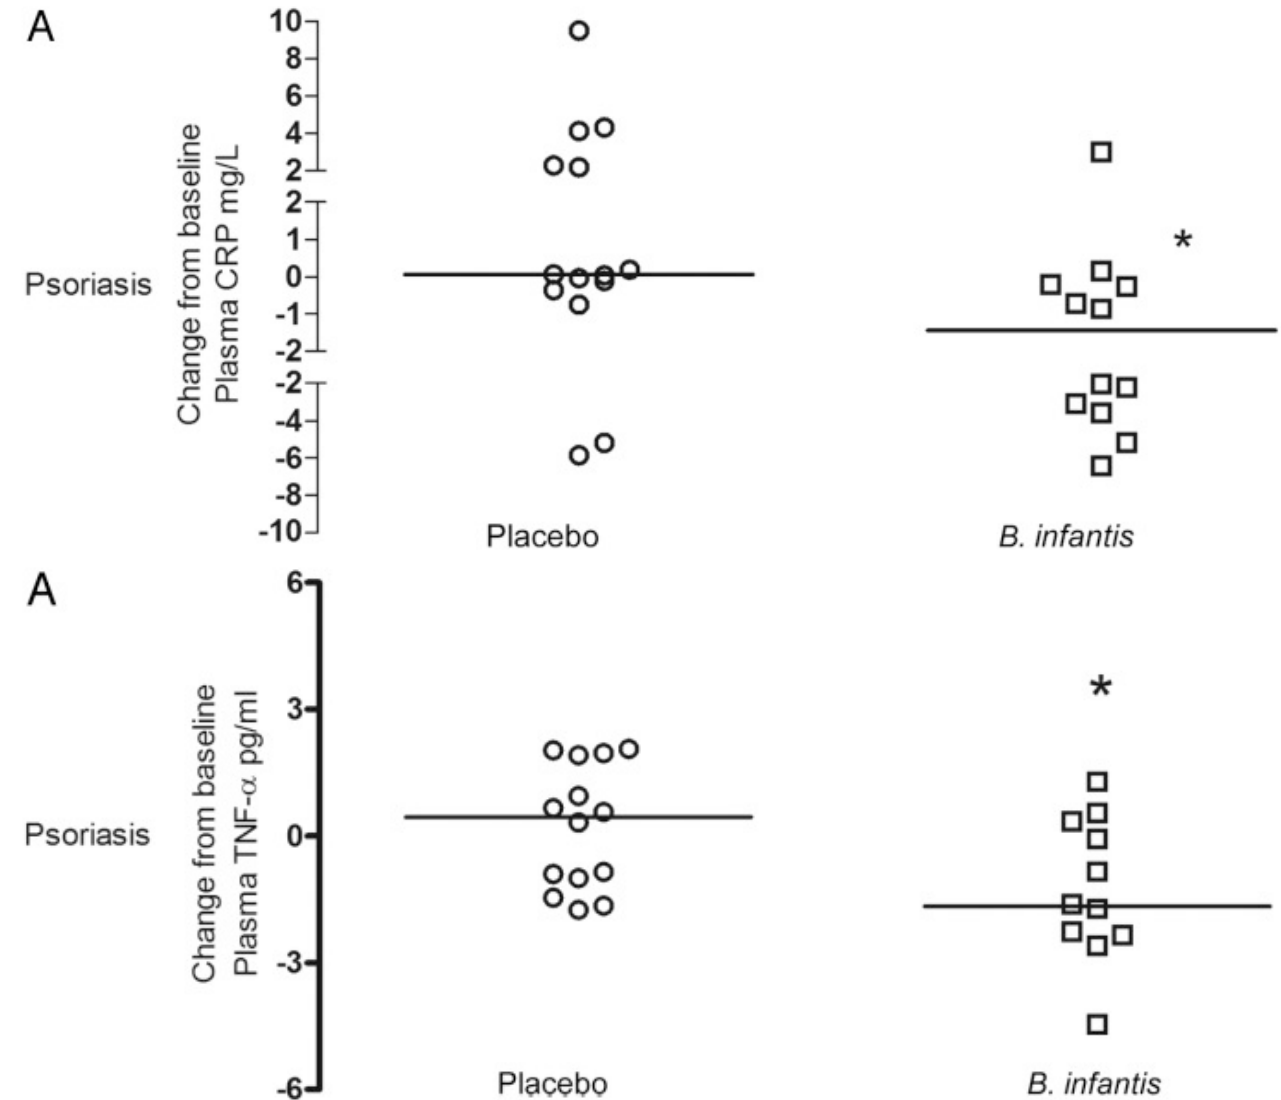 A
10
8
6
4
2
2
1
0
-1
-2
-2
-4
-6
-8
-10
Change from baseline
Plasma CRP mg/L
Psoriasis
*
Placebo
B. infantis
A
6
3
0
-3
-6
Change from baseline
Plasma TNF-α pg/ml
Psoriasis
*
Placebo
B. infantis